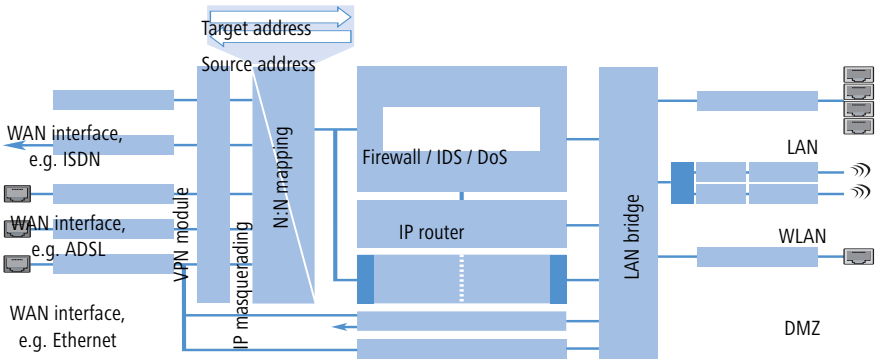 Target address
Source address
WAN interface,
e.g. ISDN
WAN interface,
e.g. ADSL
WAN interface,
e.g. Ethernet
VPN module
IP masquerading
N:N mapping
Firewall / IDS / DoS
IP router
LAN bridge
LAN
WLAN
DMZ